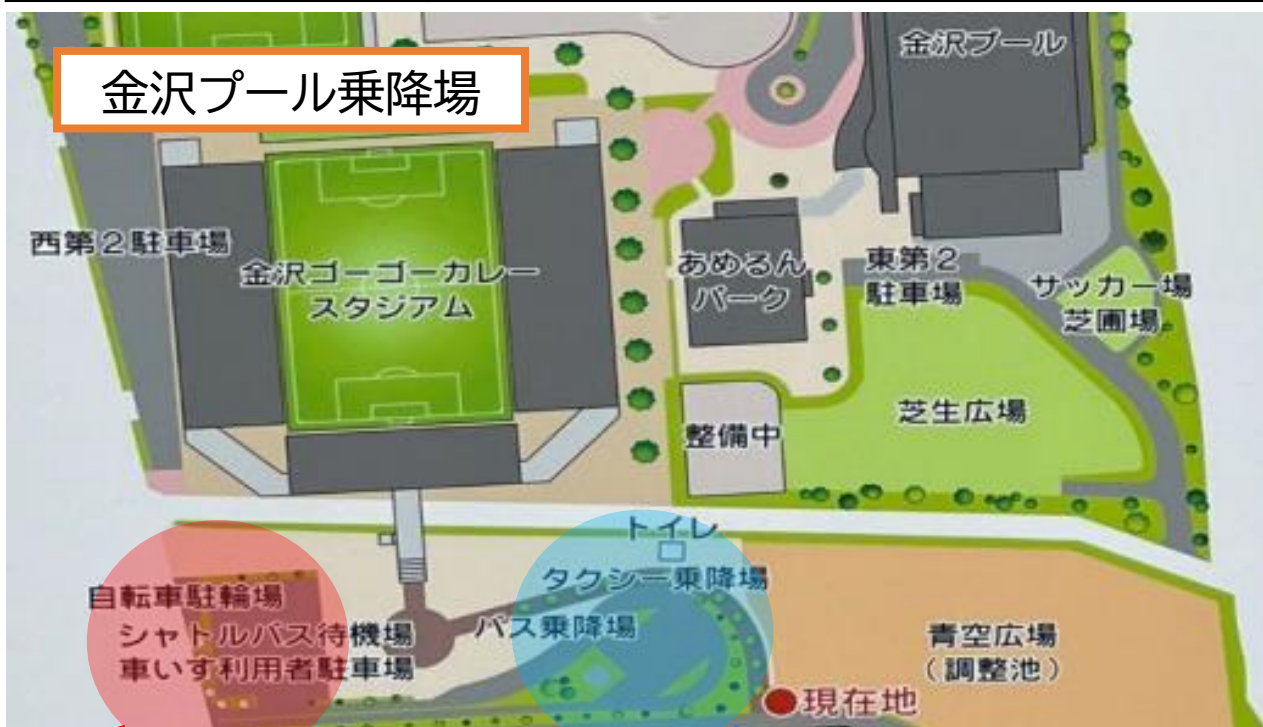 金沢プール乗降場
金沢プール
西第2駐車場
金沢ゴーゴーカレー
スタジアム
あめるん
パーク
東第2
駐車場
サッカー場
芝圃場
芝生広場
整備中
トイレ
タクシー乗降場
バス乗降場
自転車駐輪場
シャトルバス待機場
車いす利用者駐車場
青空広場
（調整池）
現在地